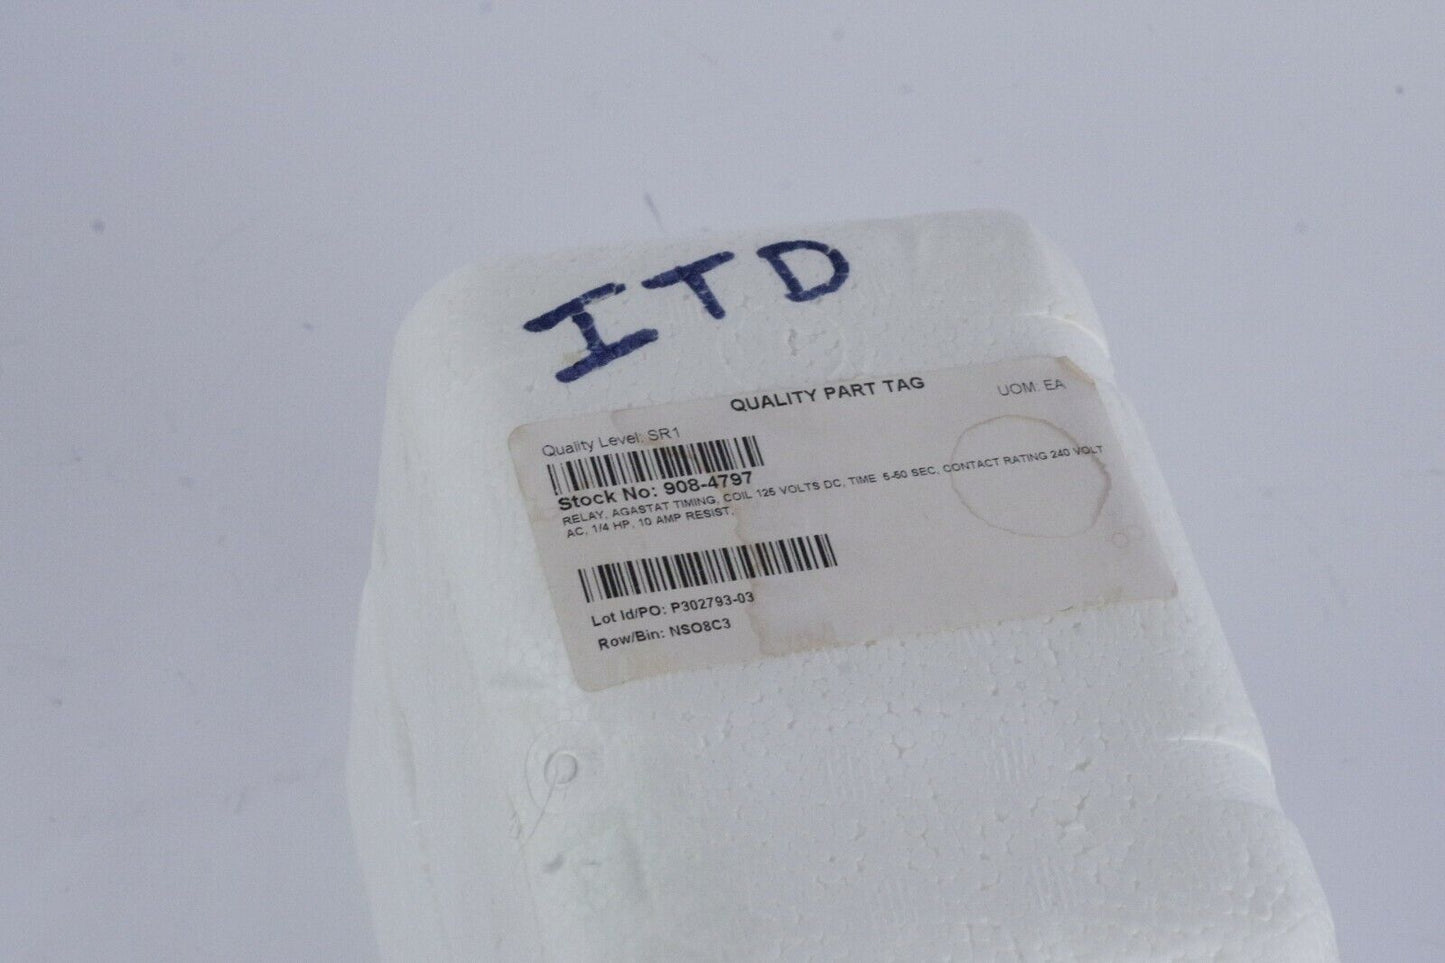 ITD
QUALITY PART TAG
UOM: EA
Quality Level: SR1
Stock No: 908-4797
RELAY, AGASTAT TIMING, COIL 125 VOLTS DC, TIME 5-50 SEC, CONTACT RATING 240 VOLT
AC, 1/4 HP, 10 AMP RESIST,
Lot Id/PO: P302793-03
Row/Bin: NSO8C3